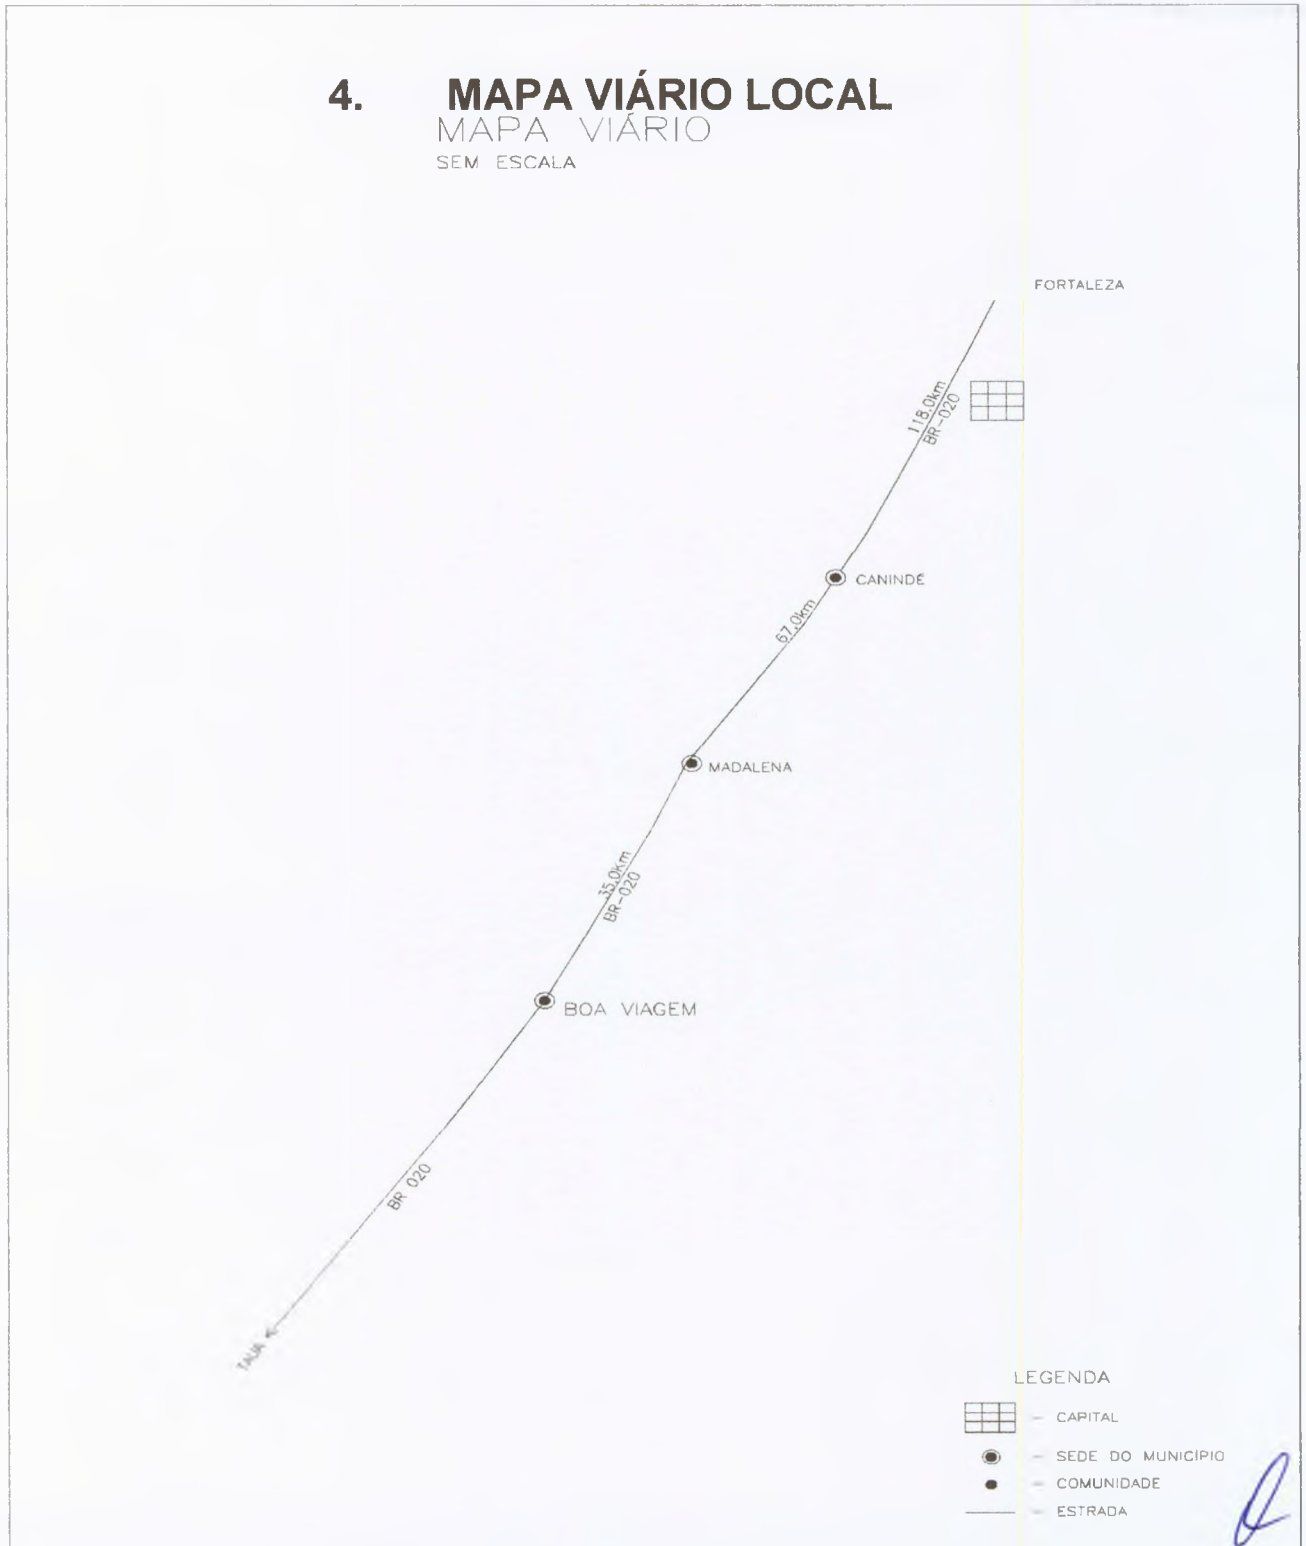 4. MAPA VIÁRIO LOCAL
MAPA VIÁRIO
SEM ESCALA
FORTALEZA
118.0km
BR-020
CANINDÉ
67.0km
MADALENA
35.0Km
BR-020
BOA VIAGEM
BR 020
TAUA
LEGENDA
- CAPITAL
- SEDE DO MUNICÍPIO
- COMUNIDADE
- ESTRADA